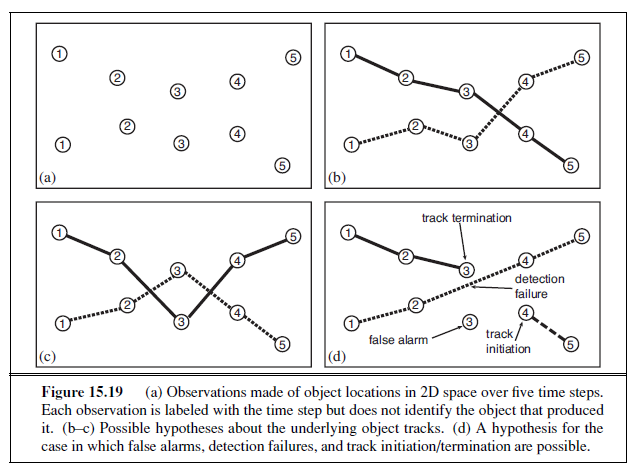 1
5
2
4
3
2
4
1
3
5
(a)
1
5
2
4
3
2
4
1
3
5
(b)
1
5
2
4
3
2
4
1
3
5
(c)
track termination
1
5
2
4
3
detection
failure
2
4
1
3
false alarm
track
initiation
5
(d)
Figure 15.19 (a) Observations made of object locations in 2D space over five time steps.
Each observation is labeled with the time step but does not identify the object that produced
it. (b–c) Possible hypotheses about the underlying object tracks. (d) A hypothesis for the
case in which false alarms, detection failures, and track initiation/termination are possible.